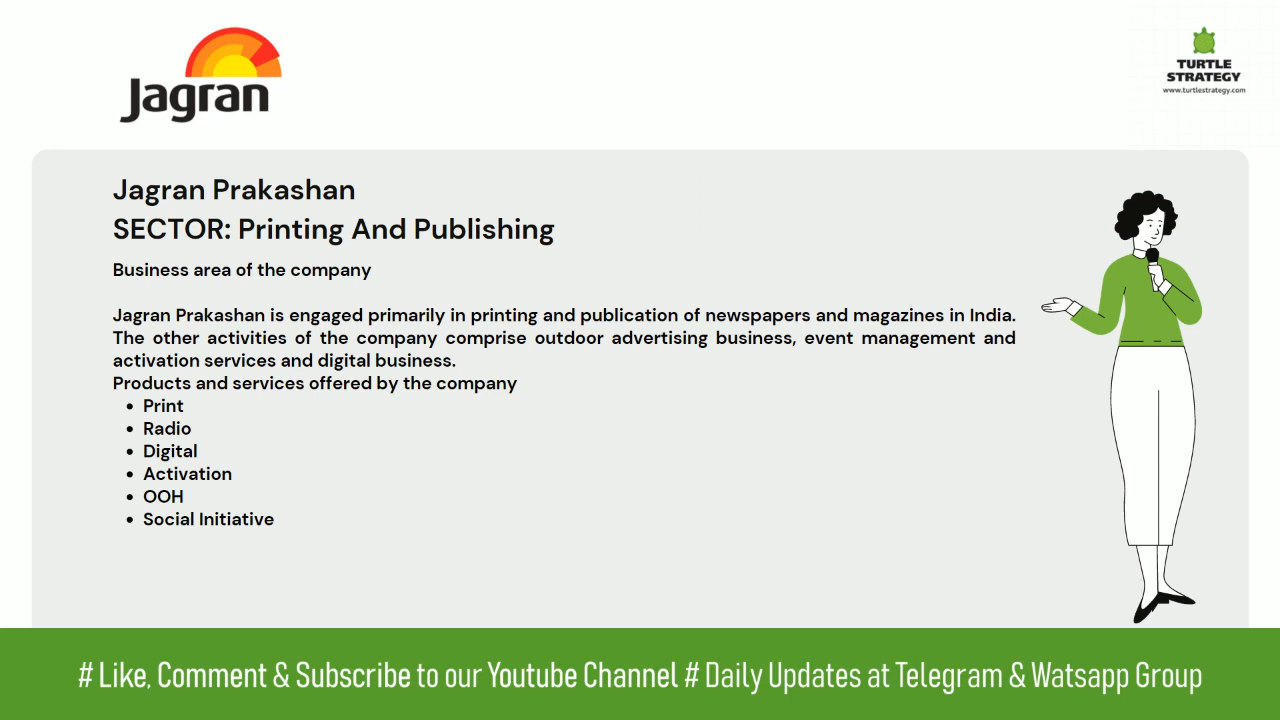 Jagran
TURTLE
STRATEGY
www.turtlestrategy.com
Jagran Prakashan
SECTOR: Printing And Publishing
Business area of the company
Jagran Prakashan is engaged primarily in printing and publication of newspapers and magazines in India.
The other activities of the company comprise outdoor advertising business, event management and
activation services and digital business.
Products and services offered by the company
• Print
• Radio
• Digital
• Activation
• OOH
• Social Initiative
# Like, Comment & Subscribe to our Youtube Channel # Daily Updates at Telegram & Watsapp Group